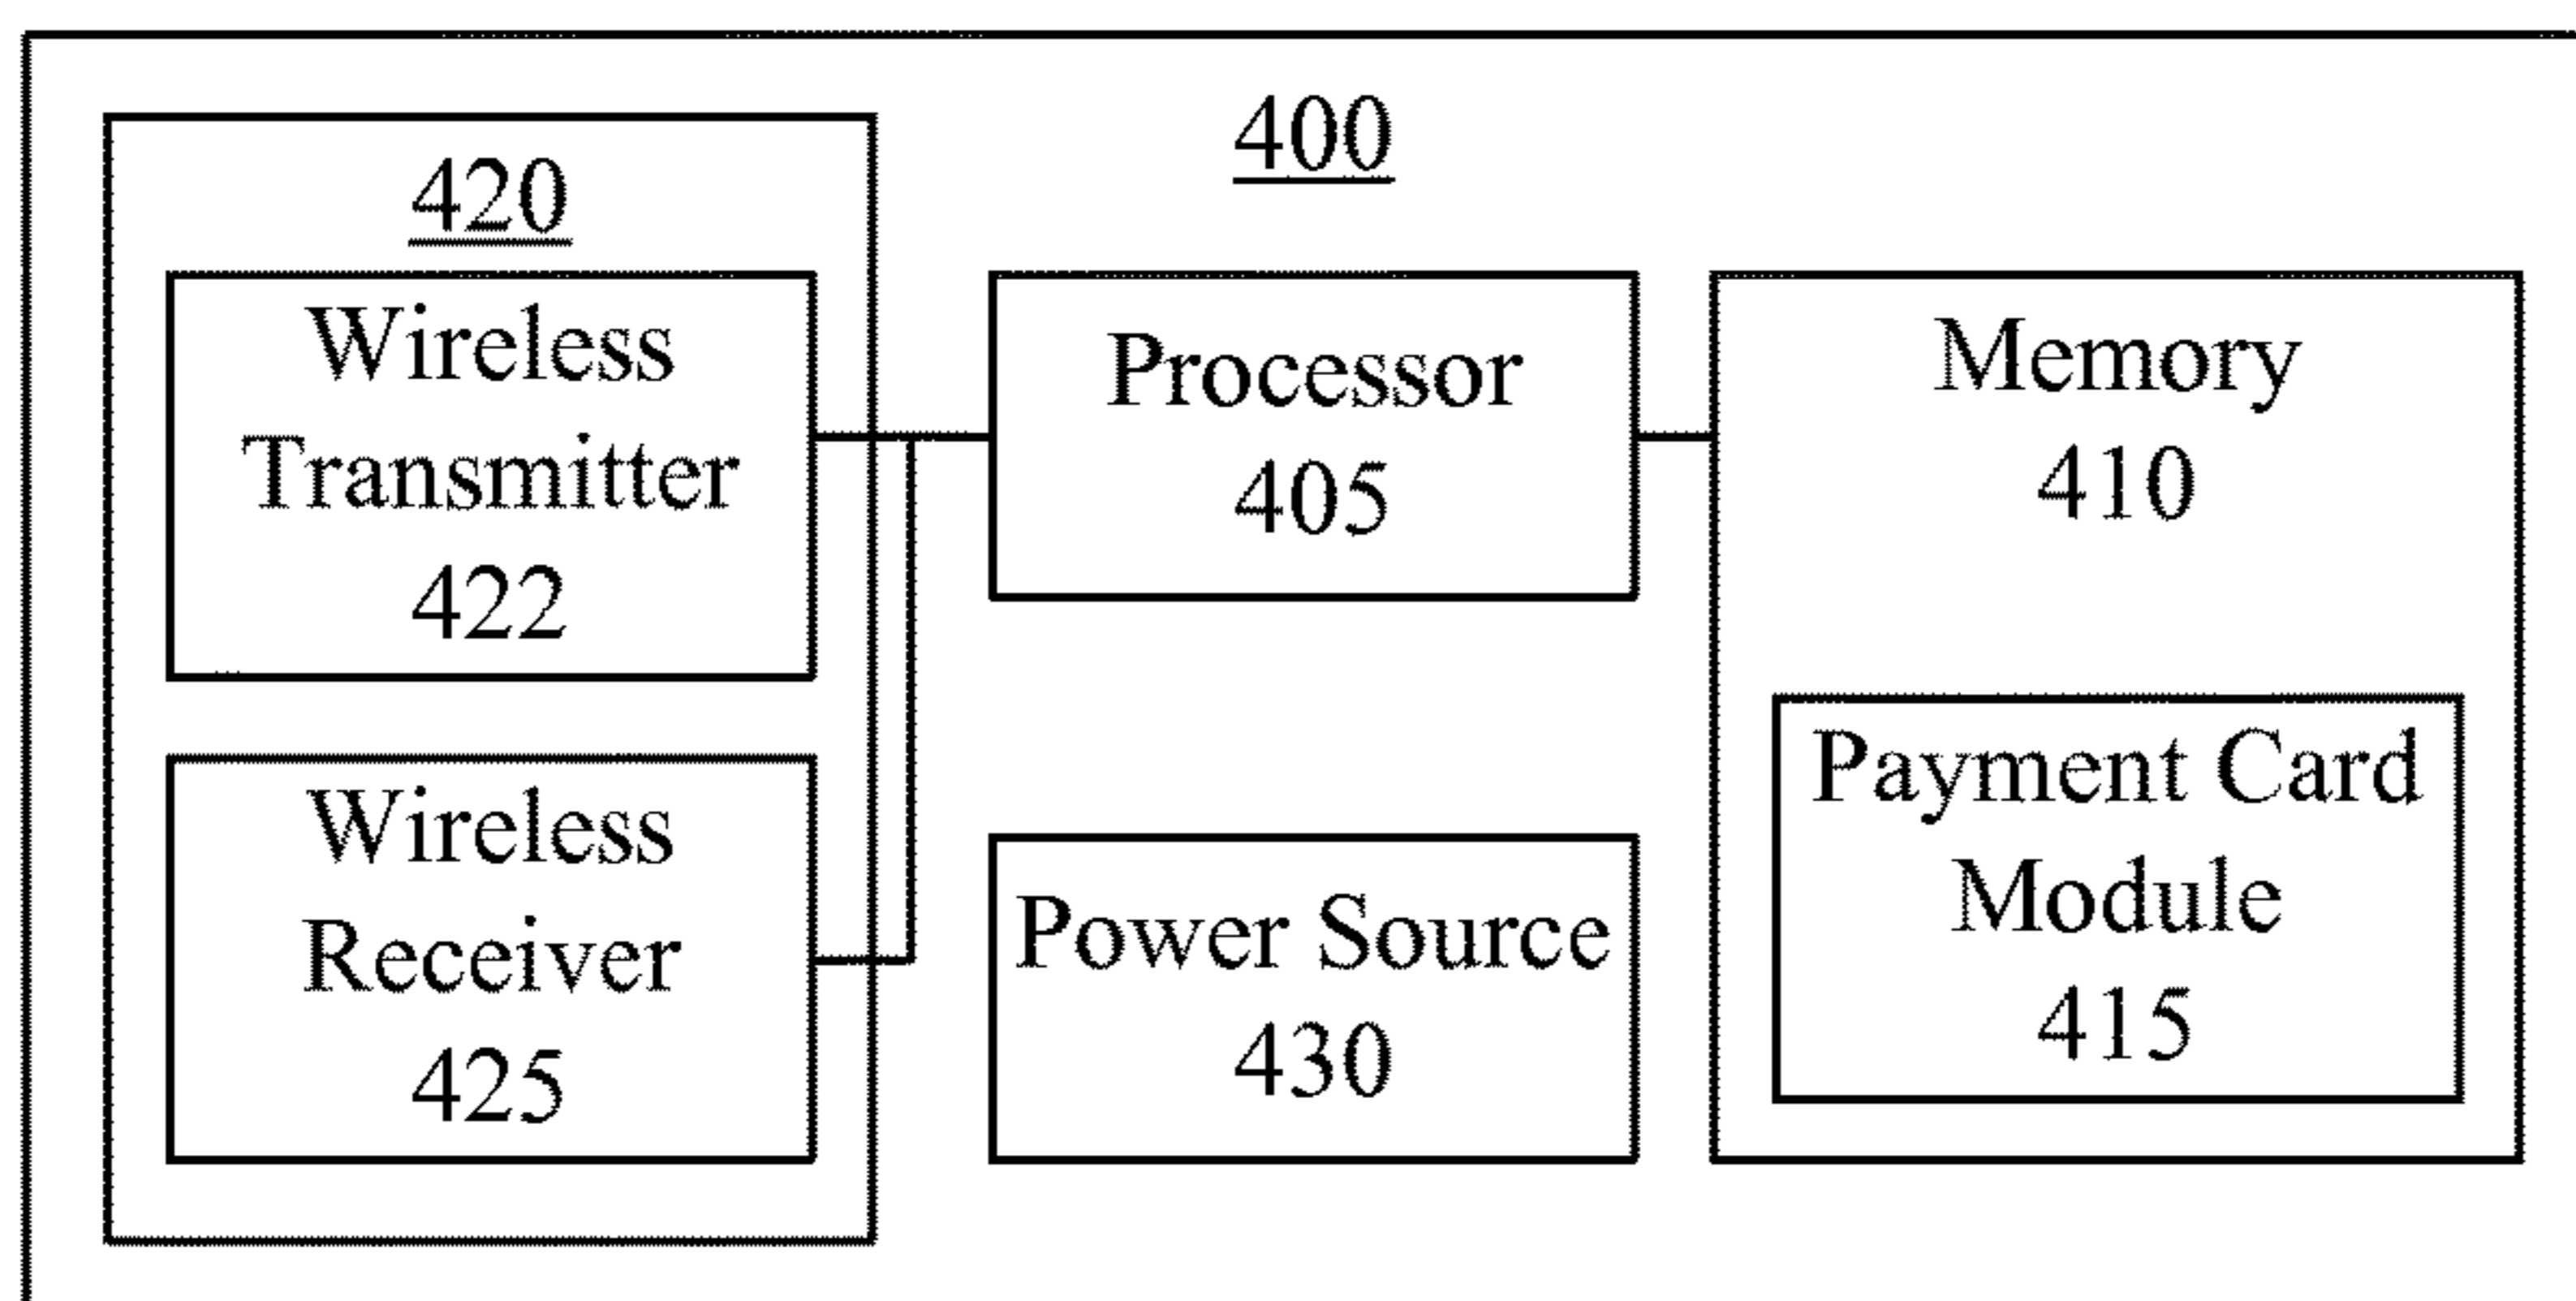 400
420
Wireless
Transmitter
422
Processor
405
Memory
410
Wireless
Receiver
425
Power Source
430
Payment Card
Module
415